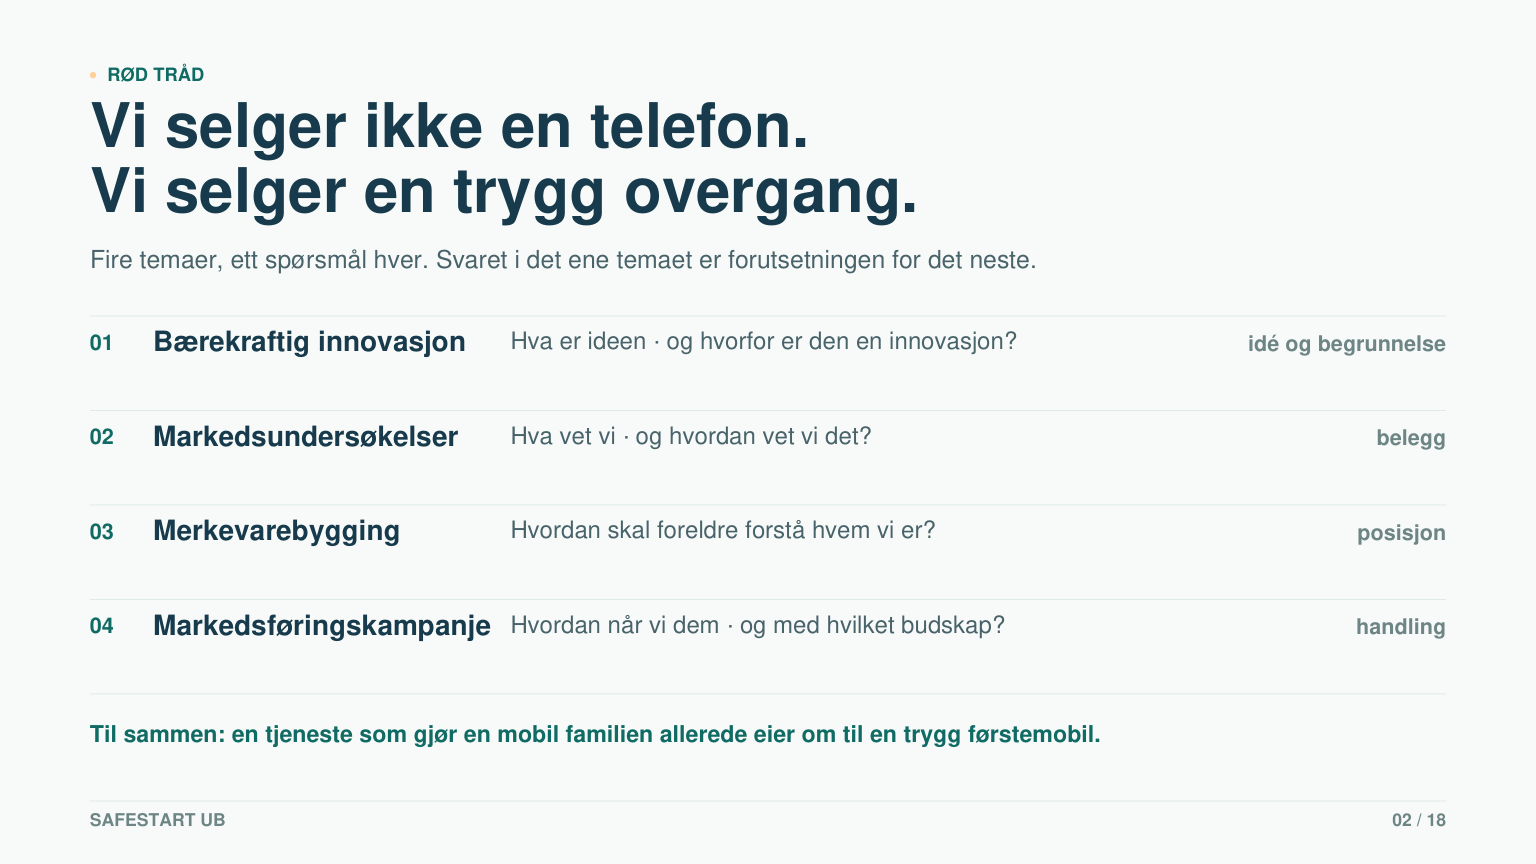 RØD TRÅD
Vi selger ikke en telefon.
Vi selger en trygg overgang.
Fire temaer, ett spørsmål hver. Svaret i det ene temaet er forutsetningen for det neste.
01 Bærekraftig innovasjon Hva er ideen · og hvorfor er den en innovasjon? idé og begrunnelse
02 Markedsundersøkelser Hva vet vi · og hvordan vet vi det? belegg
03 Merkevarebygging Hvordan skal foreldre forstå hvem vi er? posisjon
04 Markedsføringskampanje Hvordan når vi dem · og med hvilket budskap? handling
Til sammen: en tjeneste som gjør en mobil familien allerede eier om til en trygg førstemobil.
SAFESTART UB 02 / 18